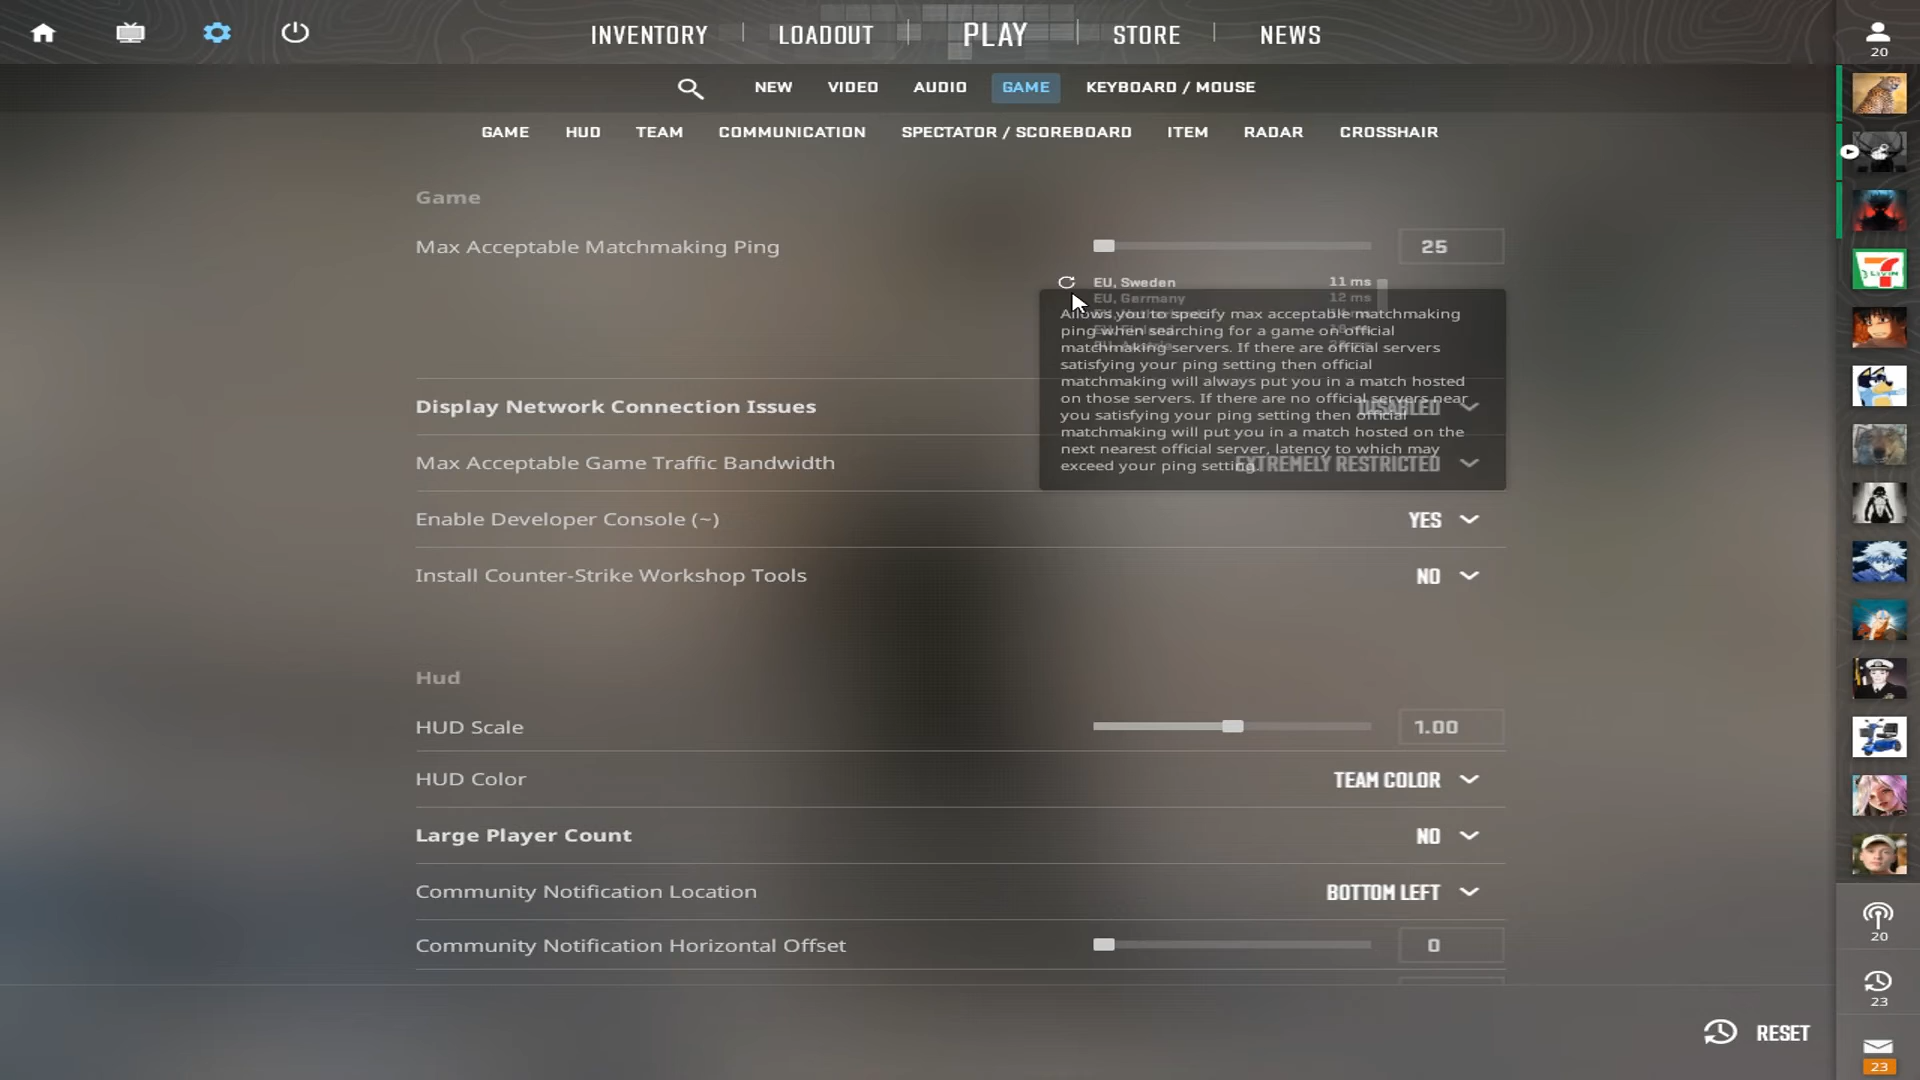 INVENTORY
LOADOUT
PLAY
STORE
NEWS
20
NEW
VIDEO
AUDIO
GAME
KEYBOARD / MOUSE
GAME
HUD
TEAM
COMMUNICATION
SPECTATOR / SCOREBOARD
ITEM
RADAR
CROSSHAIR
Game
Max Acceptable Matchmaking Ping
25
EU, Sweden 11 ms
EU, Germany 12 ms
Allows you to specify max acceptable matchmaking
ping when searching for a game on official
matchmaking servers. If there are official servers
satisfying your ping setting then official
matchmaking will always put you in a match hosted
on those servers. If there are no official servers near
you satisfying your ping setting then official
matchmaking will put you in a match hosted on the
next nearest official server, latency to which may
exceed your ping setting.
Display Network Connection Issues
DISABLED
Max Acceptable Game Traffic Bandwidth
EXTREMELY RESTRICTED
Enable Developer Console (~)
YES
Install Counter-Strike Workshop Tools
NO
Hud
HUD Scale
1.00
HUD Color
TEAM COLOR
Large Player Count
NO
Community Notification Location
BOTTOM LEFT
Community Notification Horizontal Offset
0
RESET
7
20
23
23